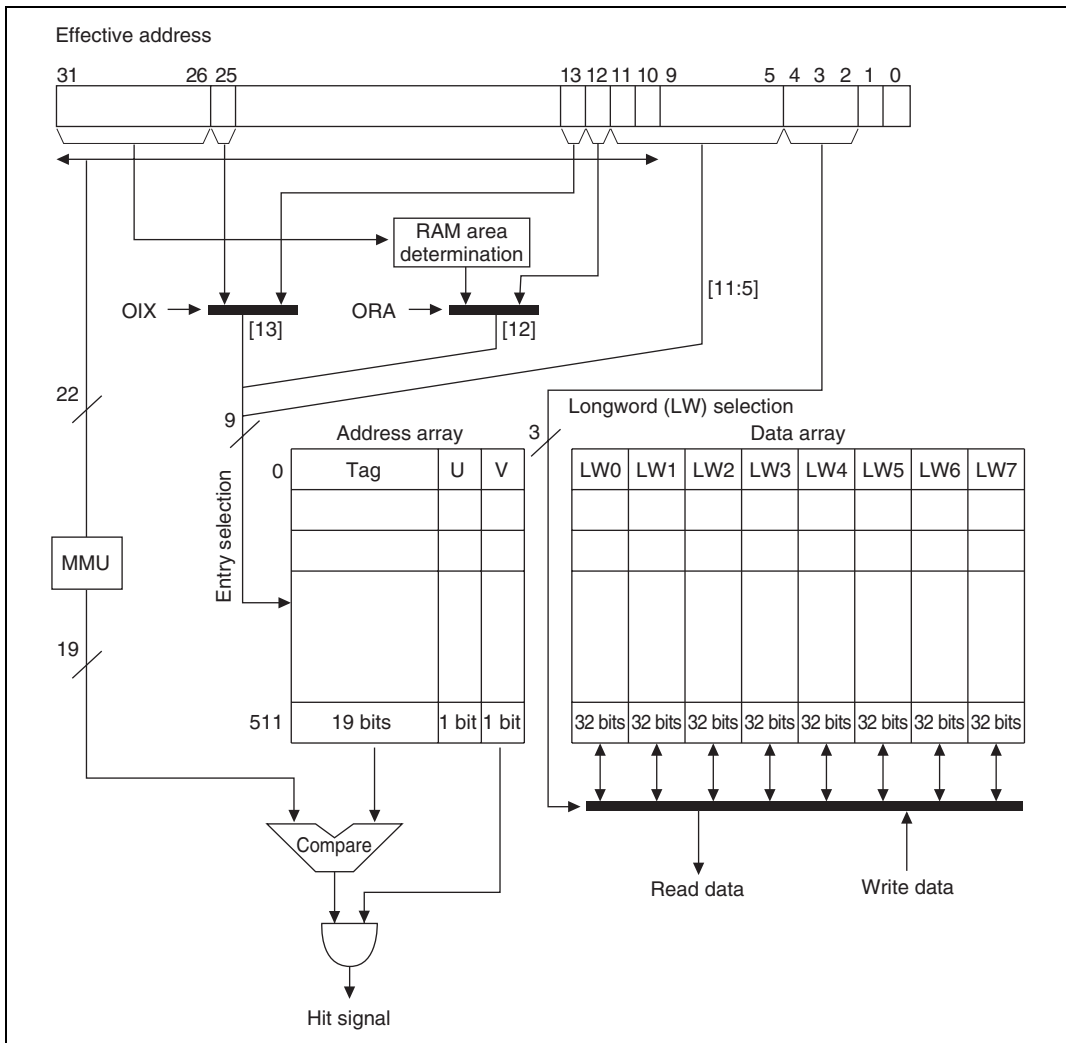 Effective address
31 26 25 13 12 11 10 9 5 4 3 2 1 0
RAM area
determination
[11:5]
OIX
ORA
[13]
[12]
22
9
Longword (LW) selection
3
Address array
Data array
0
Tag
U
V
LW0 LW1 LW2 LW3 LW4 LW5 LW6 LW7
Entry selection
MMU
19
511
19 bits
1 bit
1 bit
32 bits 32 bits 32 bits 32 bits 32 bits 32 bits 32 bits 32 bits
Compare
Read data
Write data
Hit signal